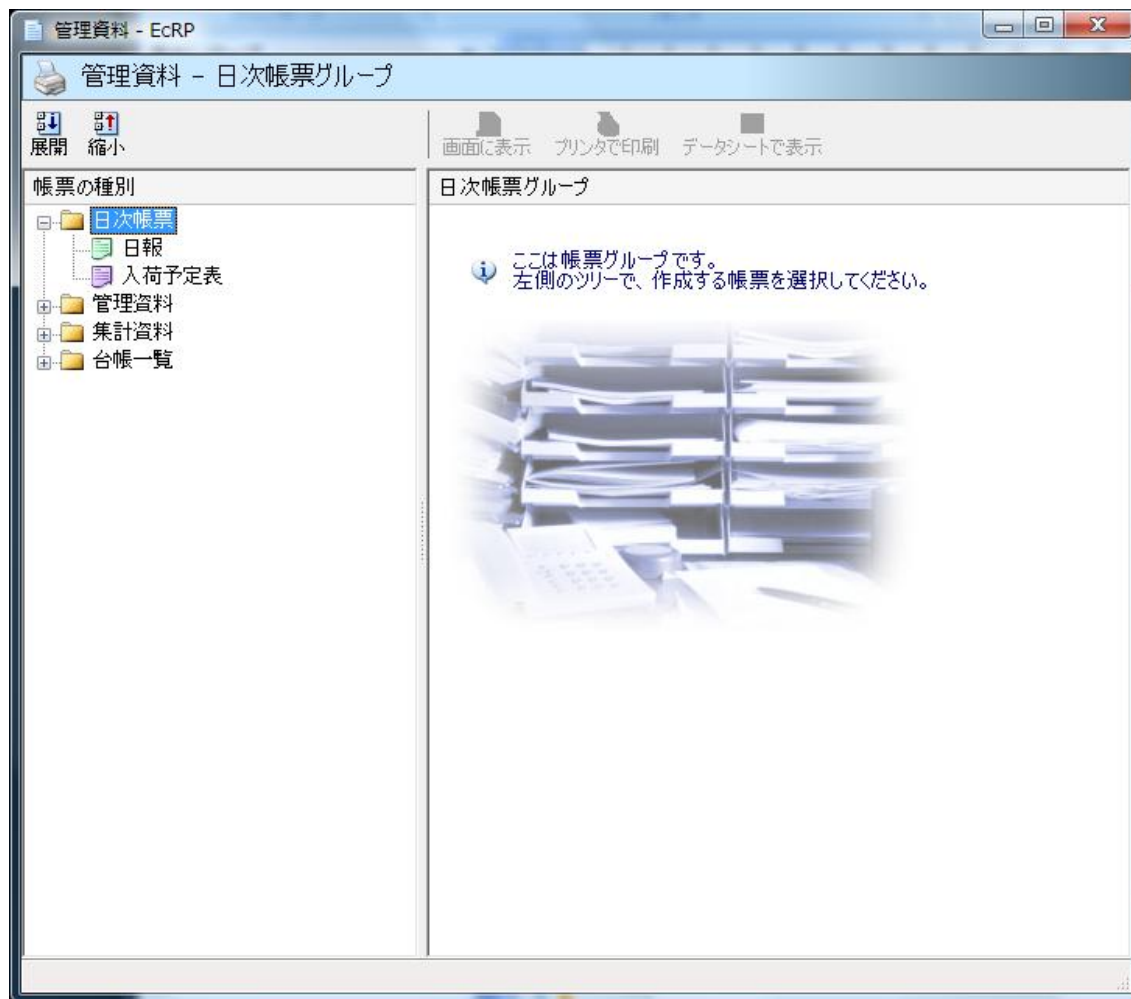 管理資料 - EcRP
管理資料 － 日次帳票グループ
展開 縮小 画面に表示 プリンタで印刷 データシートで表示
帳票の種別
日次帳票
日報
入荷予定表
管理資料
集計資料
台帳一覧
日次帳票グループ
ここは帳票グループです。
左側のツリーで、作成する帳票を選択してください。